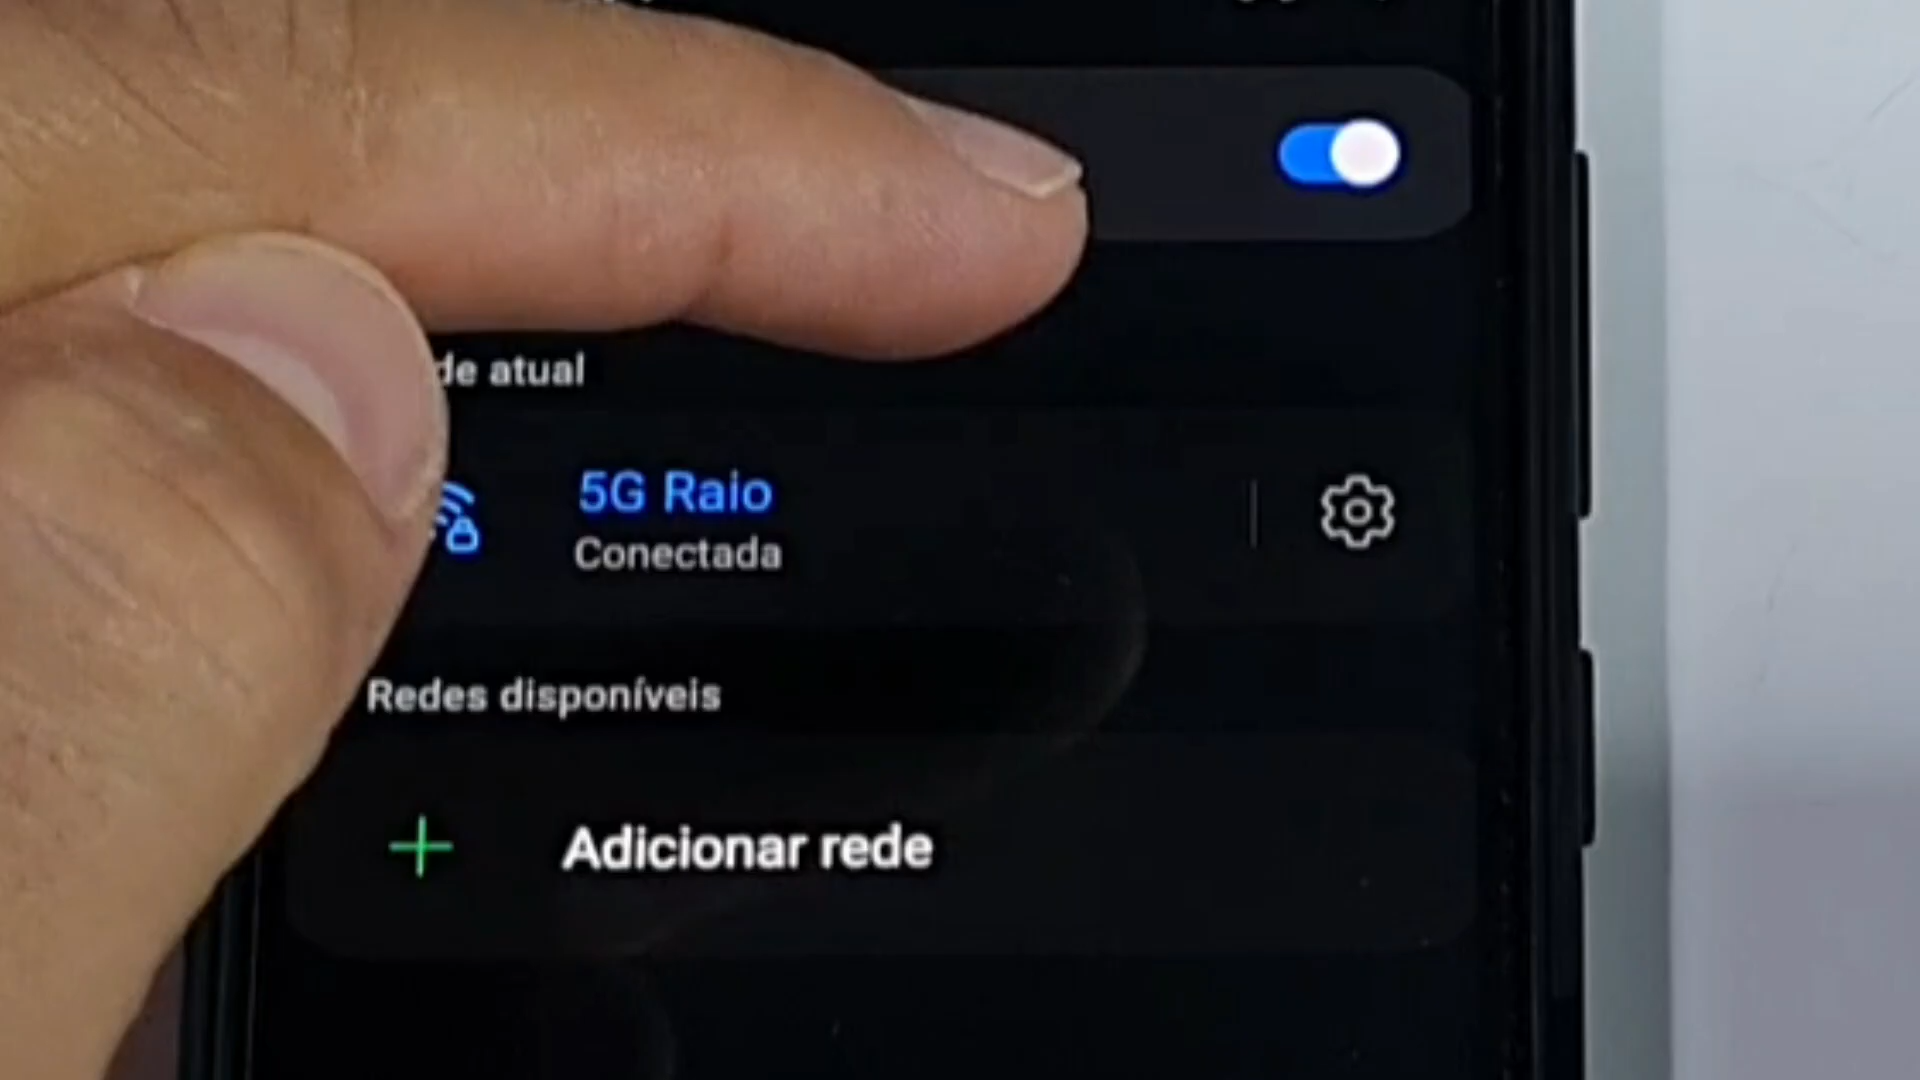 de atual
5G Raio
Conectada
Redes disponíveis
Adicionar rede